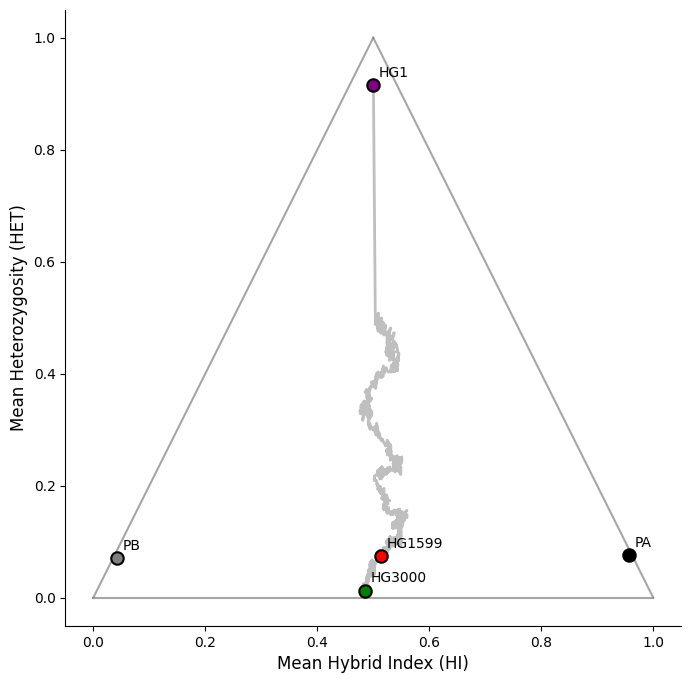 1.0
HG1
0.8
0.6
Mean Heterozygosity (HET)
0.4
0.2
PB
HG1599
PA
HG3000
0.0
0.0 0.2 0.4 0.6 0.8 1.0
Mean Hybrid Index (HI)